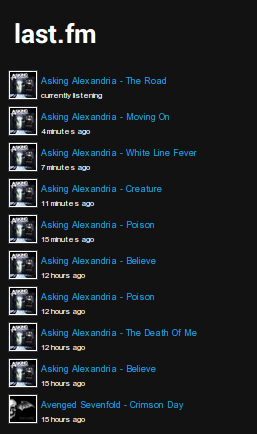 last.fm
Asking Alexandria - The Road
currently listening
Asking Alexandria - Moving On
4 minutes ago
Asking Alexandria - White Line Fever
7 minutes ago
Asking Alexandria - Creature
11 minutes ago
Asking Alexandria - Poison
15 minutes ago
Asking Alexandria - Believe
12 hours ago
Asking Alexandria - Poison
12 hours ago
Asking Alexandria - The Death Of Me
12 hours ago
Asking Alexandria - Believe
15 hours ago
Avenged Sevenfold - Crimson Day
15 hours ago